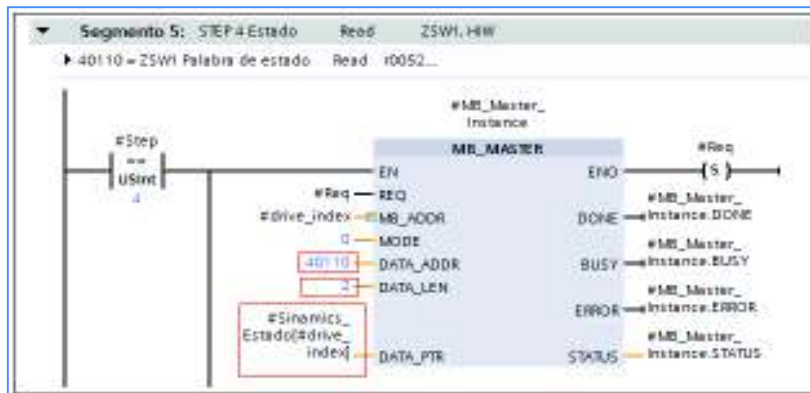 Segmento 5: STEP 4 Estado Read ZSW1, HIW
40110 = ZSW1 Palabra de estado Read r0052...
#MB_Master_
Instance
#Step
==
USInt
4
MB_MASTER
#Req
EN
ENO
S
#Req
REQ
#drive_index
MB_ADDR
DONE
#MB_Master_
Instance.DONE
0
MODE
40110
DATA_ADDR
BUSY
#MB_Master_
Instance.BUSY
2
DATA_LEN
ERROR
#MB_Master_
Instance.ERROR
#Sinamics_
Estado[#drive_
index]
DATA_PTR
STATUS
#MB_Master_
Instance.STATUS